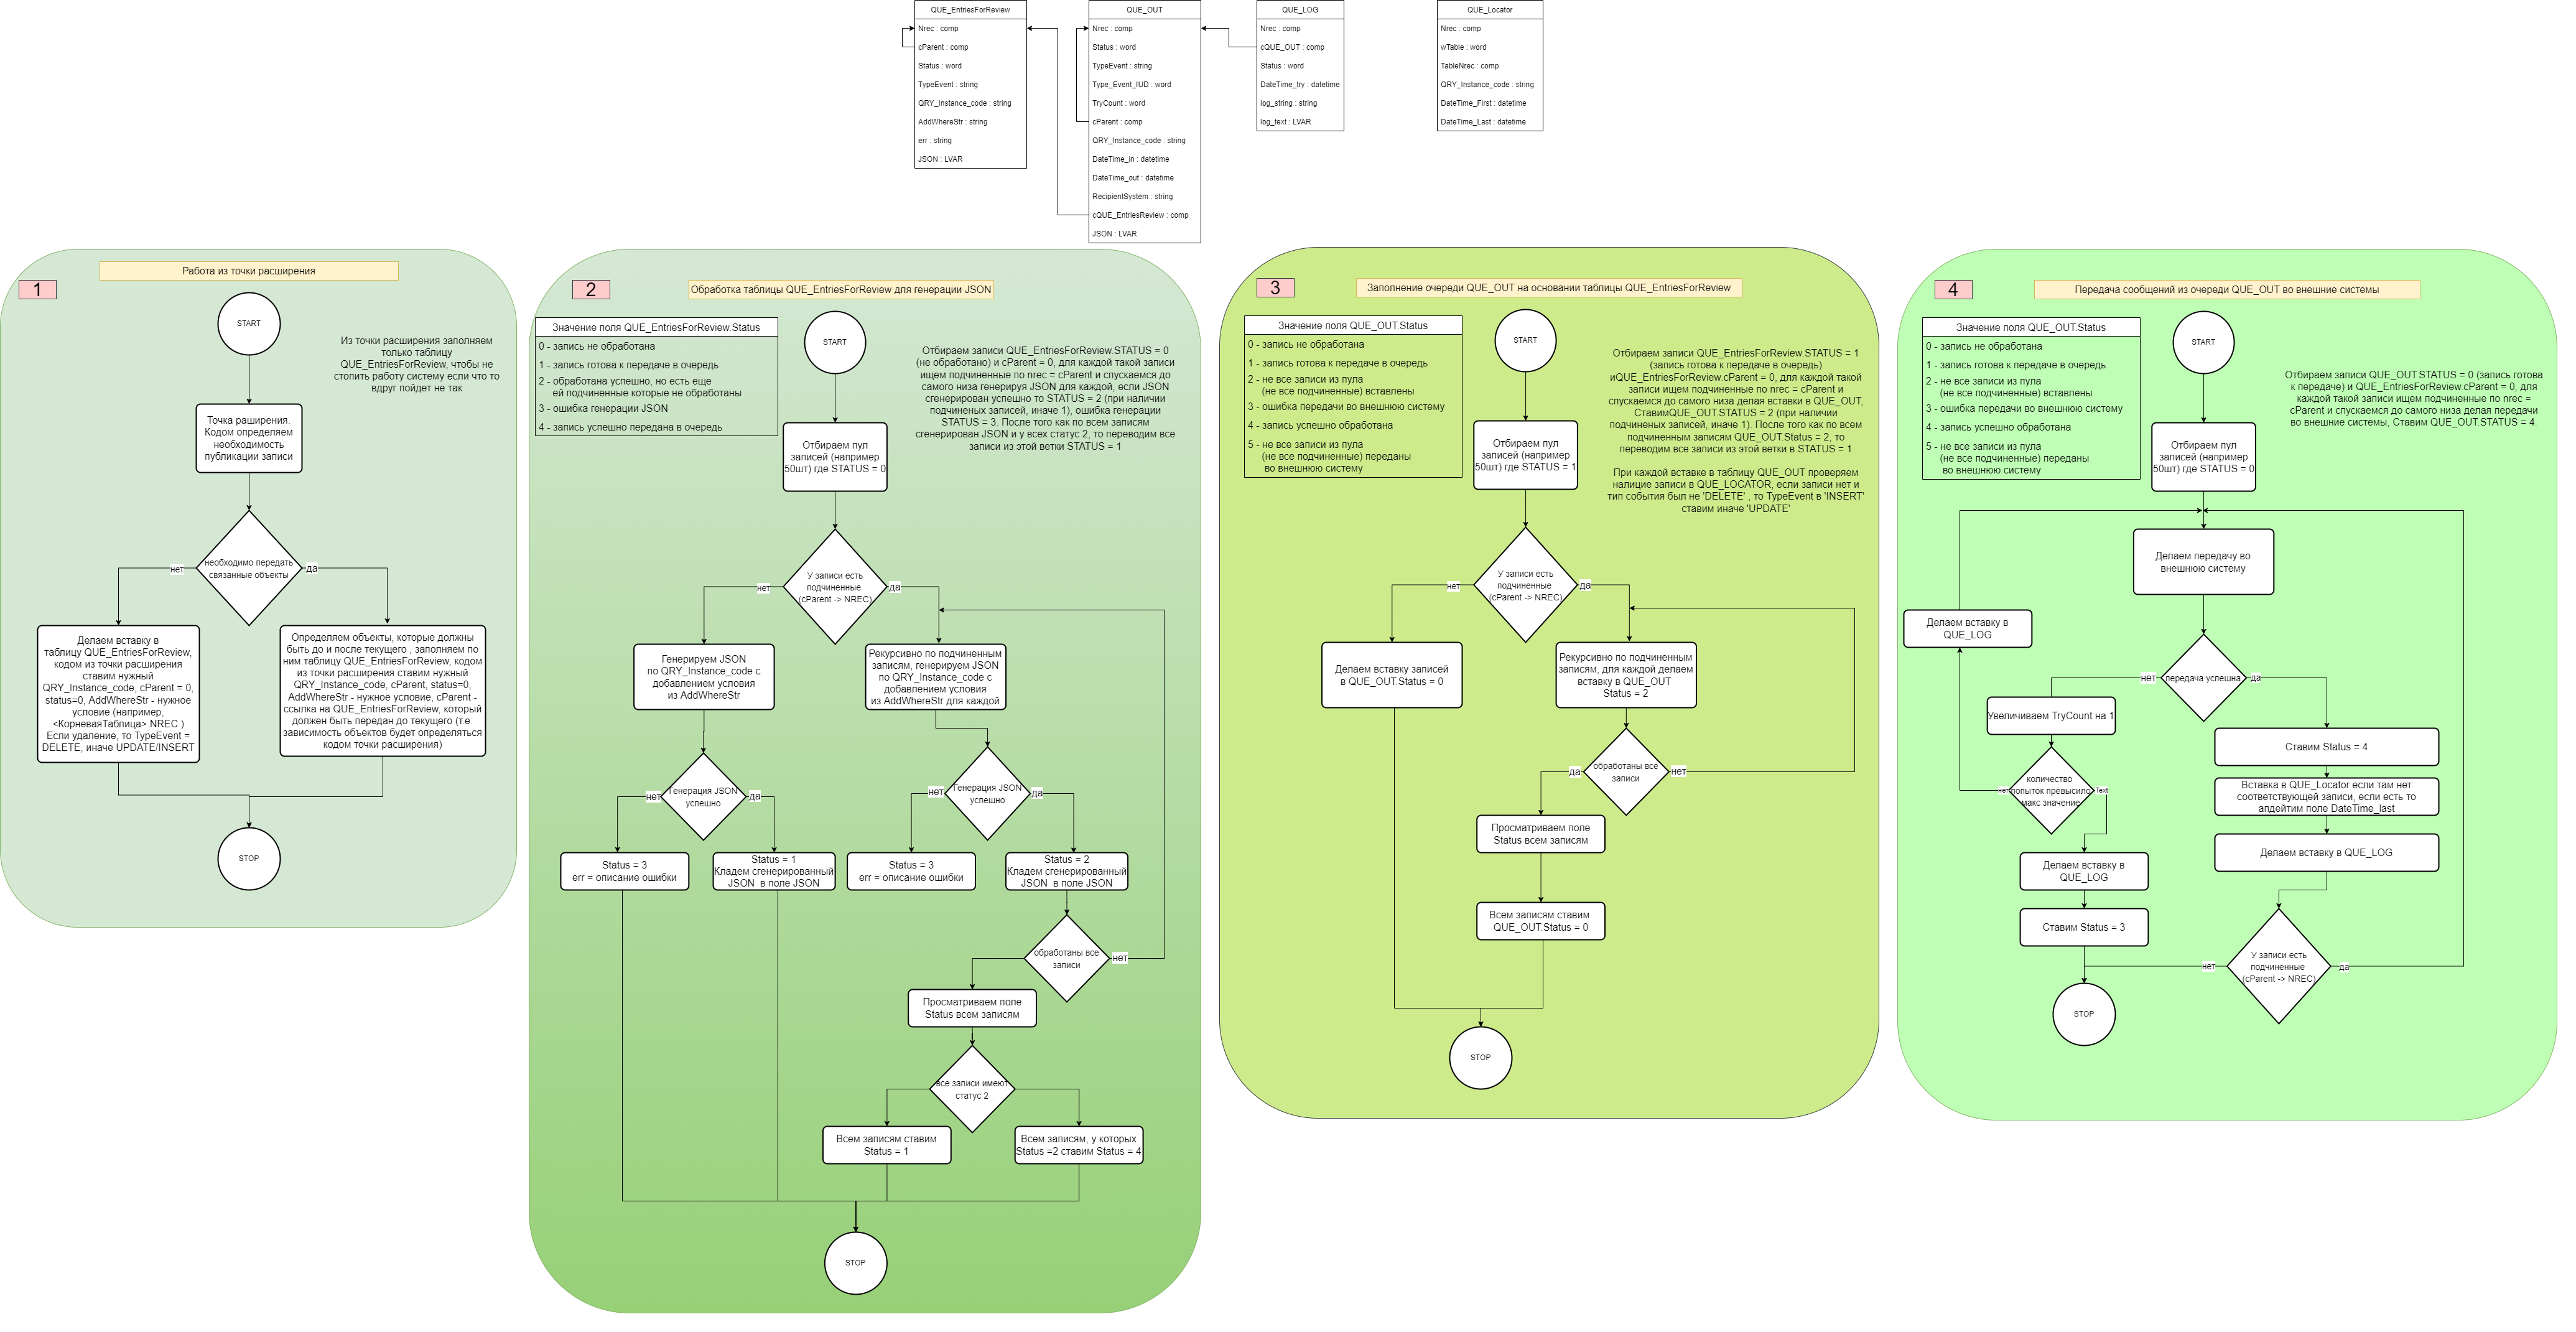 QUE_EntriesForReview
Nrec : comp
cParent : comp
Status : word
TypeEvent : string
QRY_Instance_code : string
AddWhereStr : string
err : string
JSON : LVAR
QUE_OUT
Nrec : comp
Status : word
TypeEvent : string
Type_Event_IUD : word
TryCount : word
cParent : comp
QRY_Instance_code : string
DateTime_in : datetime
DateTime_out : datetime
RecipientSystem : string
cQUE_EntriesReview : comp
JSON : LVAR
QUE_LOG
Nrec : comp
cQUE_OUT : comp
Status : word
DateTime_try : datetime
log_string : string
log_text : LVAR
QUE_Locator
Nrec : comp
wTable : word
TableNrec : comp
QRY_Instance_code : string
DateTime_First : datetime
DateTime_Last : datetime
Работа из точки расширения
1
START
Из точки расширения заполняем
только таблицу
QUE_EntriesForReview, чтобы не
стопить работу систему если что то
вдруг пойдет не так
Точка раширения.
Кодом определяем
необходимость
публикации записи
необходимо передать
связанные объекты
нет
да
Делаем вставку в
таблицу QUE_EntriesForReview,
кодом из точки расширения
ставим нужный
QRY_Instance_code, cParent = 0,
status=0, AddWhereStr - нужное
условие (например,
<КорневаяТаблица>.NREC )
Если удаление, то TypeEvent =
DELETE, иначе UPDATE/INSERT
Определяем объекты, которые должны
быть до и после текущего , заполняем по
ним таблицу QUE_EntriesForReview, кодом
из точки расширения ставим нужный
QRY_Instance_code, cParent, status=0,
AddWhereStr - нужное условие, cParent -
ссылка на QUE_EntriesForReview, который
должен быть передан до текущего (т.е.
зависимость объектов будет определяться
кодом точки расширения)
STOP
2
Обработка таблицы QUE_EntriesForReview для генерации JSON
Значение поля QUE_EntriesForReview.Status
0 - запись не обработана
1 - запись готова к передаче в очередь
2 - обработана успешно, но есть еще
ей подчиненные которые не обработаны
3 - ошибка генерации JSON
4 - запись успешно передана в очередь
START
Отбираем записи QUE_EntriesForReview.STATUS = 0
(не обработано) и cParent = 0, для каждой такой записи
ищем подчиненные по nrec = cParent и спускаемся до
самого низа генерируя JSON для каждой, если JSON
сгенерирован успешно то STATUS = 2 (при наличии
подчиненых записей, иначе 1), ошибка генерации
STATUS = 3. После того как по всем записям
сгенерирован JSON и у всех статус 2, то переводим все
записи из этой ветки STATUS = 1
Отбираем пул
записей (например
50шт) где STATUS = 0
У записи есть
подчиненные
(cParent -> NREC)
нет
да
Генерируем JSON
по QRY_Instance_code с
добавлением условия
из AddWhereStr
Рекурсивно по подчиненным
записям, генерируем JSON
по QRY_Instance_code с
добавлением условия
из AddWhereStr для каждой
Генерация JSON
успешно
нет
да
Генерация JSON
успешно
нет
да
Status = 3
err = описание ошибки
Status = 1
Кладем сгенерированный
JSON в поле JSON
Status = 3
err = описание ошибки
Status = 2
Кладем сгенерированный
JSON в поле JSON
обработаны все
записи
нет
Просматриваем поле
Status всем записям
все записи имеют
статус 2
Всем записям ставим
Status = 1
Всем записям, у которых
Status =2 ставим Status = 4
STOP
3
Заполнение очереди QUE_OUT на основании таблицы QUE_EntriesForReview
Значение поля QUE_OUT.Status
0 - запись не обработана
1 - запись готова к передаче в очередь
2 - не все записи из пула
(не все подчиненные) вставлены
3 - ошибка передачи во внешнюю систему
4 - запись успешно обработана
5 - не все записи из пула
(не все подчиненные) переданы
во внешнюю систему
START
Отбираем записи QUE_EntriesForReview.STATUS = 1
(запись готова к передаче в очередь)
иQUE_EntriesForReview.cParent = 0, для каждой такой
записи ищем подчиненные по nrec = cParent и
спускаемся до самого низа делая вставки в QUE_OUT,
СтавимQUE_OUT.STATUS = 2 (при наличии
подчиненых записей, иначе 1). После того как по всем
подчиненным записям QUE_OUT.Status = 2, то
переводим все записи из этой ветки в STATUS = 1
При каждой вставке в таблицу QUE_OUT проверяем
налицие записи в QUE_LOCATOR, если записи нет и
тип события был не 'DELETE' , то TypeEvent в 'INSERT'
ставим иначе 'UPDATE'
Отбираем пул
записей (например
50шт) где STATUS = 1
У записи есть
подчиненные
(cParent -> NREC)
нет
да
Делаем вставку записей
в QUE_OUT.Status = 0
Рекурсивно по подчиненным
записям, для каждой делаем
вставку в QUE_OUT
Status = 2
обработаны все
записи
да
нет
Просматриваем поле
Status всем записям
Всем записям ставим
QUE_OUT.Status = 0
STOP
4
Передача сообщений из очереди QUE_OUT во внешние системы
Значение поля QUE_OUT.Status
0 - запись не обработана
1 - запись готова к передаче в очередь
2 - не все записи из пула
(не все подчиненные) вставлены
3 - ошибка передачи во внешнюю систему
4 - запись успешно обработана
5 - не все записи из пула
(не все подчиненные) переданы
во внешнюю систему
START
Отбираем записи QUE_OUT.STATUS = 0 (запись готова
к передаче) и QUE_EntriesForReview.cParent = 0, для
каждой такой записи ищем подчиненные по nrec =
cParent и спускаемся до самого низа делая передачи
во внешние системы, Ставим QUE_OUT.STATUS = 4.
Отбираем пул
записей (например
50шт) где STATUS = 0
Делаем передачу во
внешнюю систему
Делаем вставку в
QUE_LOG
передача успешна
нет
да
Увеличиваем TryCount на 1
Ставим Status = 4
количество
попыток превысило
макс значение
нет
Text
Вставка в QUE_Locator если там нет
соответствующей записи, если есть то
апдейтим поле DateTime_last
Делаем вставку в QUE_LOG
Делаем вставку в
QUE_LOG
Ставим Status = 3
У записи есть
подчиненные
(cParent -> NREC)
нет
да
STOP